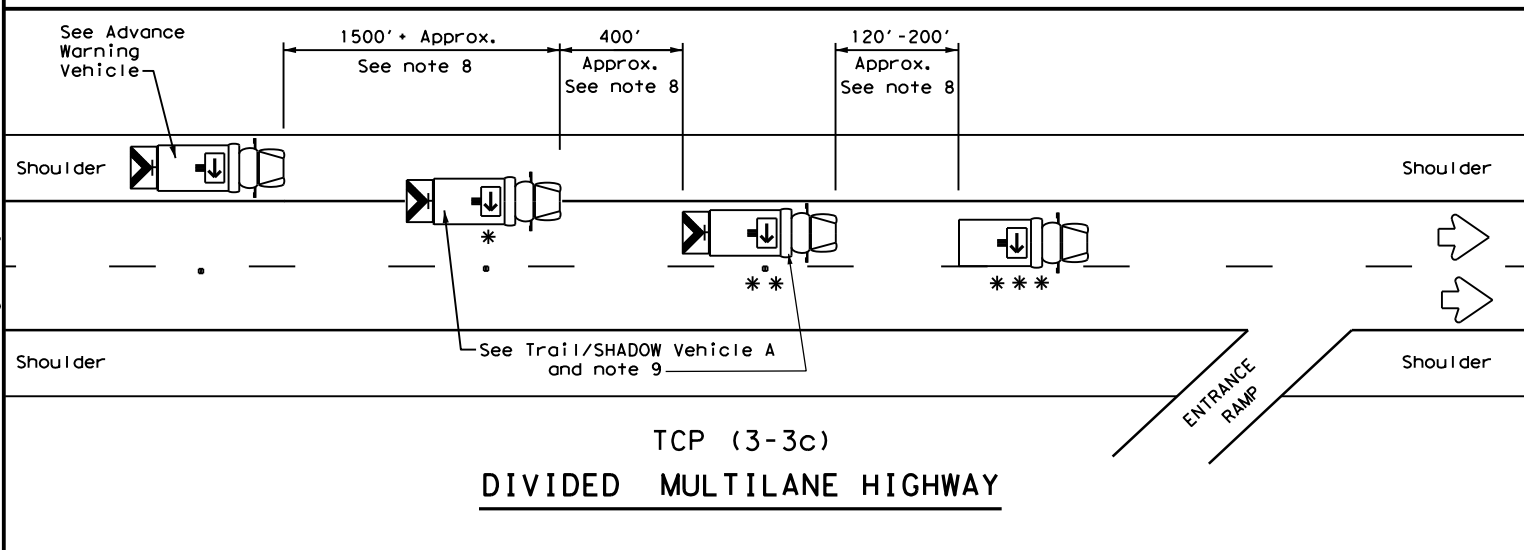 See Advance
Warning
Vehicle
1500'+ Approx.
See note 8
400'
Approx.
See note 8
120'-200'
Approx.
See note 8
Shoulder
Shoulder
*
* *
* * *
See Trail/SHADOW Vehicle A
and note 9
Shoulder
Shoulder
ENTRANCE
RAMP
TCP (3-3c)
DIVIDED MULTILANE HIGHWAY